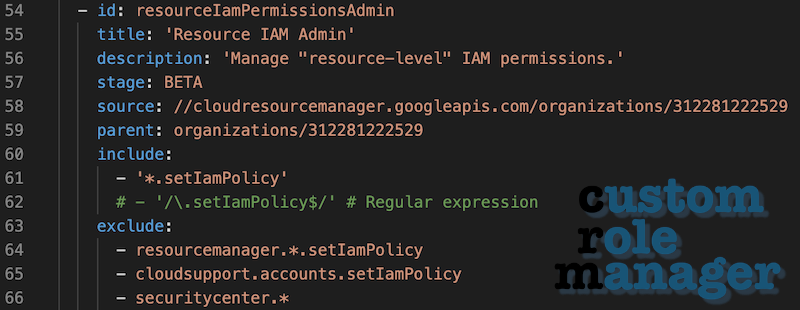 54 - id: resourceIamPermissionsAdmin
55 title: 'Resource IAM Admin'
56 description: 'Manage "resource-level" IAM permissions.'
57 stage: BETA
58 source: //cloudresourcemanager.googleapis.com/organizations/312281222529
59 parent: organizations/312281222529
60 include:
61 - '*.setIamPolicy'
62 # - '/\.setIamPolicy$/' # Regular expression
63 exclude:
64 - resourcemanager.*.setIamPolicy
65 - cloudsupport.accounts.setIamPolicy
66 - securitycenter.*
custom
role
manager